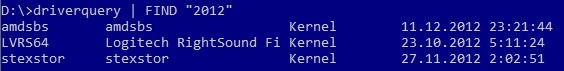 D:\>driverquery | FIND "2012"
amdsbs amdsbs Kernel 11.12.2012 23:21:44
LVRS64 Logitech RightSound Fi Kernel 23.10.2012 5:11:24
stexstor stexstor Kernel 27.11.2012 2:02:51